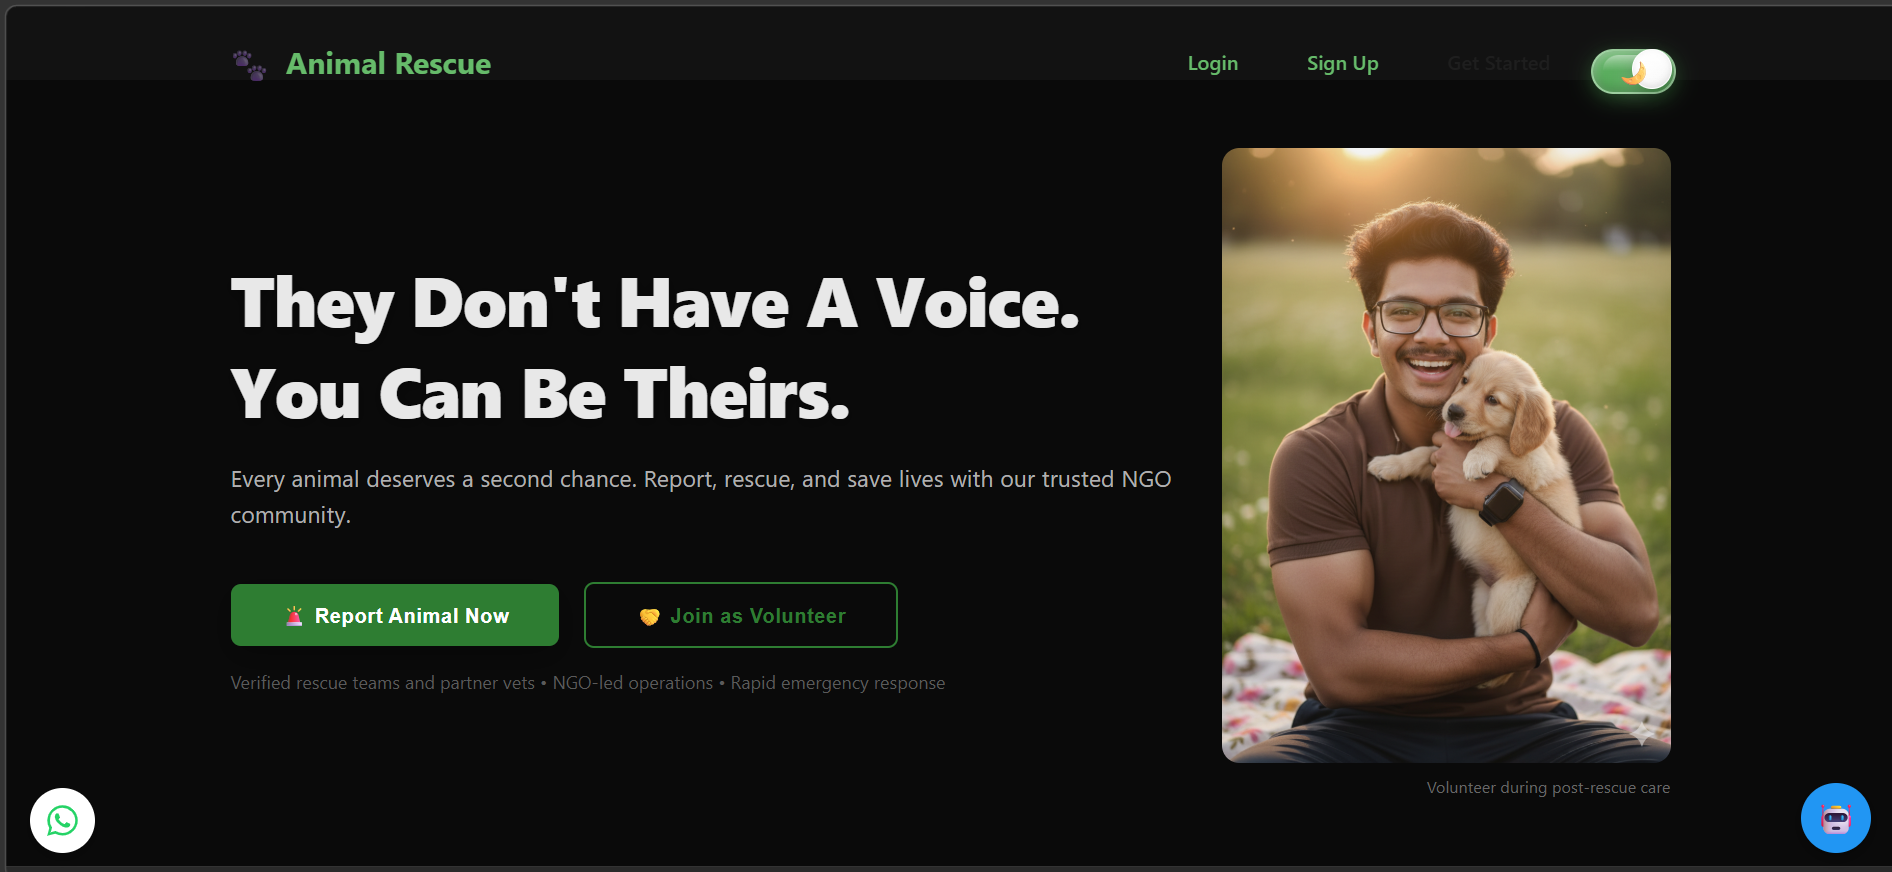 Animal Rescue
Login
Sign Up
Get Started
They Don't Have A Voice.
You Can Be Theirs.
Every animal deserves a second chance. Report, rescue, and save lives with our trusted NGO
community.
Report Animal Now
Join as Volunteer
Verified rescue teams and partner vets • NGO-led operations • Rapid emergency response
Volunteer during post-rescue care